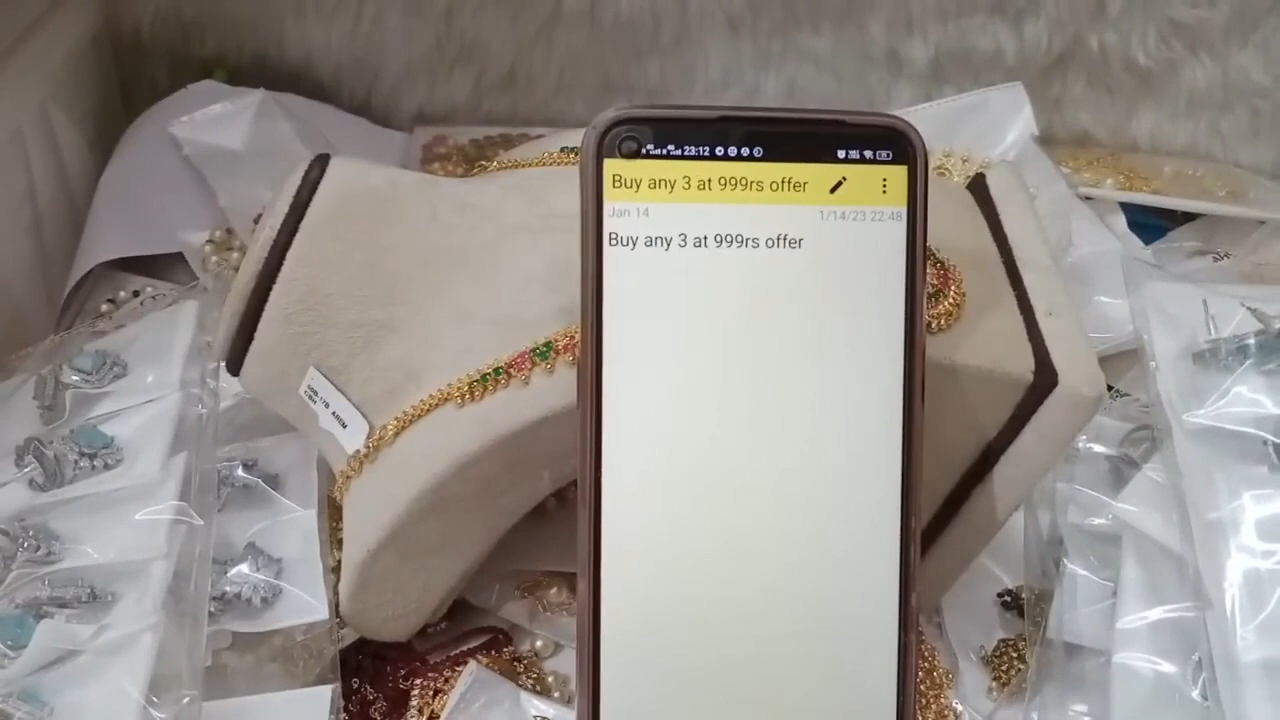 23:12
Buy any 3 at 999rs offer
Jan 14
1/14/23 22:48
Buy any 3 at 999rs offer